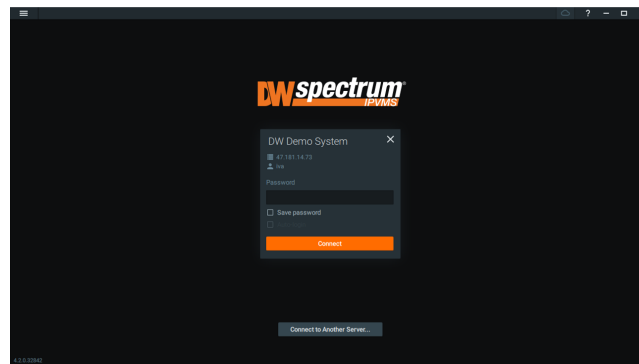 ?
DW spectrum®
IPVMS
DW Demo System
47.181.14.73
iva
Password
Save password
Connect
Connect to Another Server...
4.2.0.32842